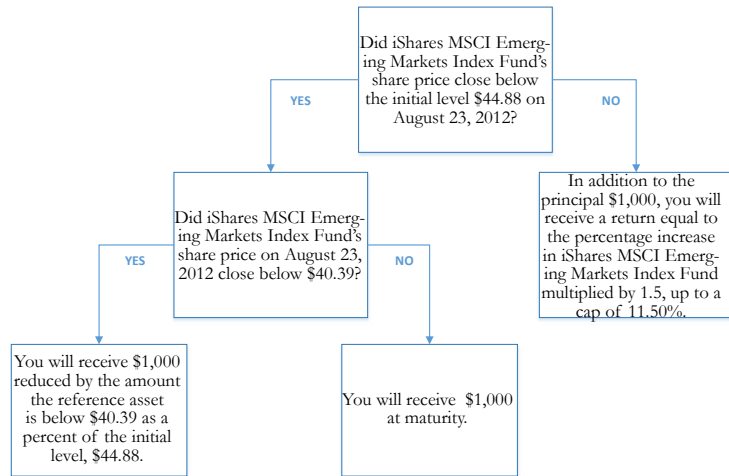 Did iShares MSCI Emerg-
ing Markets Index Fund's
share price close below
the initial level $44.88 on
August 23, 2012?
YES
NO
Did iShares MSCI Emerg-
ing Markets Index Fund's
share price on August 23,
2012 close below $40.39?
In addition to the
principal $1,000, you will
receive a return equal to
the percentage increase
in iShares MSCI Emerg-
ing Markets Index Fund
multiplied by 1.5, up to a
cap of 11.50%.
YES
NO
You will receive $1,000
reduced by the amount
the reference asset
is below $40.39 as a
percent of the initial
level, $44.88.
You will receive $1,000
at maturity.